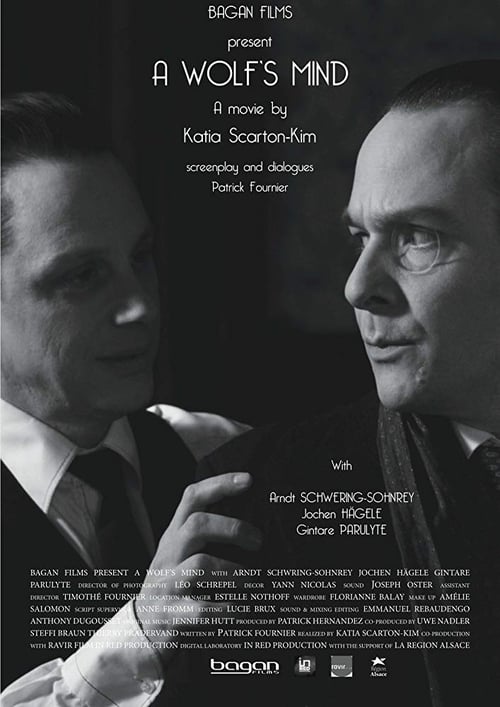 BAGAN FILMS
present
A WOLF'S MIND
A movie by
Katia Scarton-Kim
screenplay and dialogues
Patrick Fournier
With
Arndt SCHWERING-SOHNREY
Jochen HÄGELE
Gintare PARULYTE
BAGAN FILMS PRESENT A WOLF'S MIND WITH ARNDT SCHWRING-SOHNREY JOCHEN HÄGELE GINTARE
PARULYTE DIRECTOR OF PHOTOGRAPHY LÉO SCHREPEL DECOR YANN NICOLAS SOUND JOSEPH OSTER ASSISTANT
DIRECTOR TIMOTHÉ FOURNIER LOCATION MANAGER ESTELLE NOTHOFF WARDROBE FLORIANNE BALAY MAKE UP AMÉLIE
SALOMON SCRIPT SUPERVISOR ANNE FROMM EDITING LUCIE BRUX SOUND & MIXING EDITING EMMANUEL REBAUDENGO
ANTHONY DUGOUSSET ORIGINAL MUSIC JENNIFER HUTT PRODUCED BY PATRICK HERNANDEZ CO-PRODUCED BY UWE NADLER
STEFFI BRAUN THIERRY PRADERVAND WRITTEN BY PATRICK FOURNIER REALIZED BY KATIA SCARTON-KIM CO-PRODUCTION
WITH RAVIR FILM IN RED PRODUCTION DIGITAL LABORATORY IN RED PRODUCTION WITH THE SUPPORT OF LA REGION ALSACE
bagan
FILMS
ravir
Région
Alsace